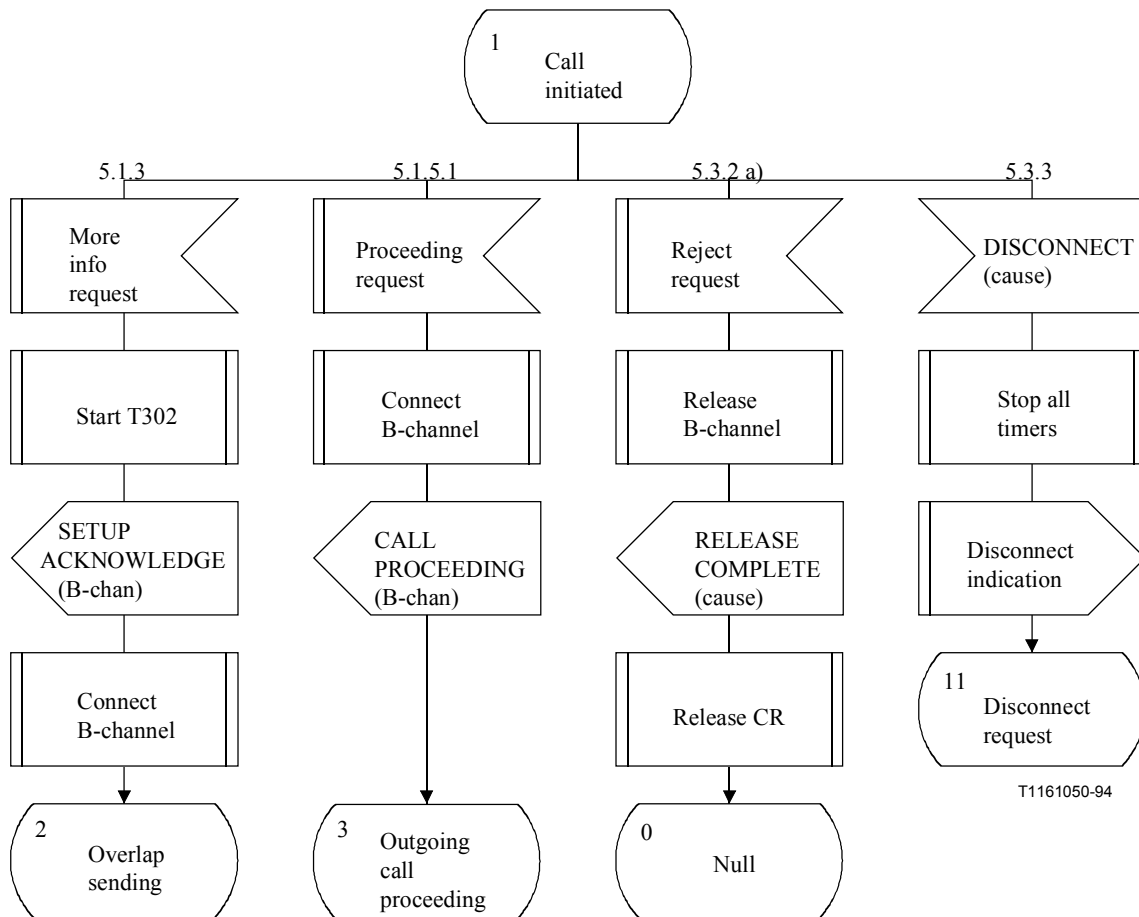 1
Call
initiated
5.1.3
5.1.5.1
5.3.2 a)
5.3.3
More
info
request
Proceeding
request
Reject
request
DISCONNECT
(cause)
Start T302
Connect
B-channel
Release
B-channel
Stop all
timers
SETUP
ACKNOWLEDGE
(B-chan)
CALL
PROCEEDING
(B-chan)
RELEASE
COMPLETE
(cause)
Disconnect
indication
Connect
B-channel
Release CR
11
Disconnect
request
T1161050-94
2
Overlap
sending
3
Outgoing
call
proceeding
0
Null